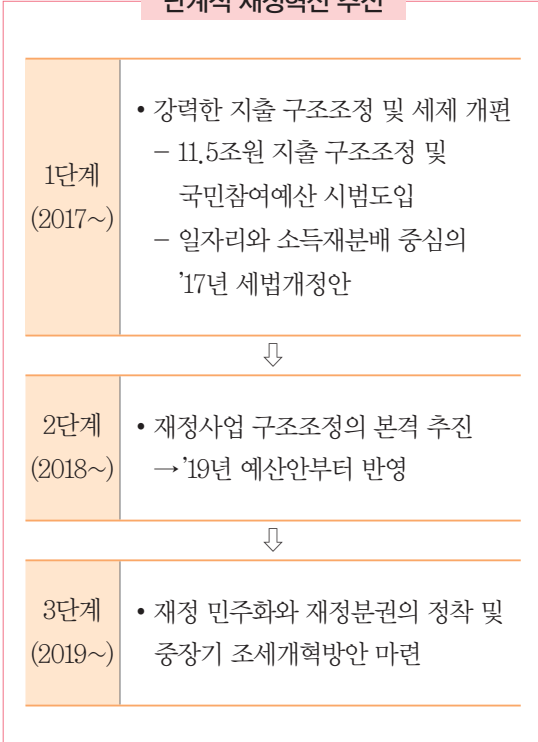 단계적 재정혁신 추진
1단계
(2017~)
• 강력한 지출 구조조정 및 세제 개편
– 11.5조원 지출 구조조정 및
국민참여예산 시범도입
– 일자리와 소득재분배 중심의
’17년 세법개정안
⇩
2단계
(2018~)
• 재정사업 구조조정의 본격 추진
→’19년 예산안부터 반영
⇩
3단계
(2019~)
• 재정 민주화와 재정분권의 정착 및
중장기 조세개혁방안 마련